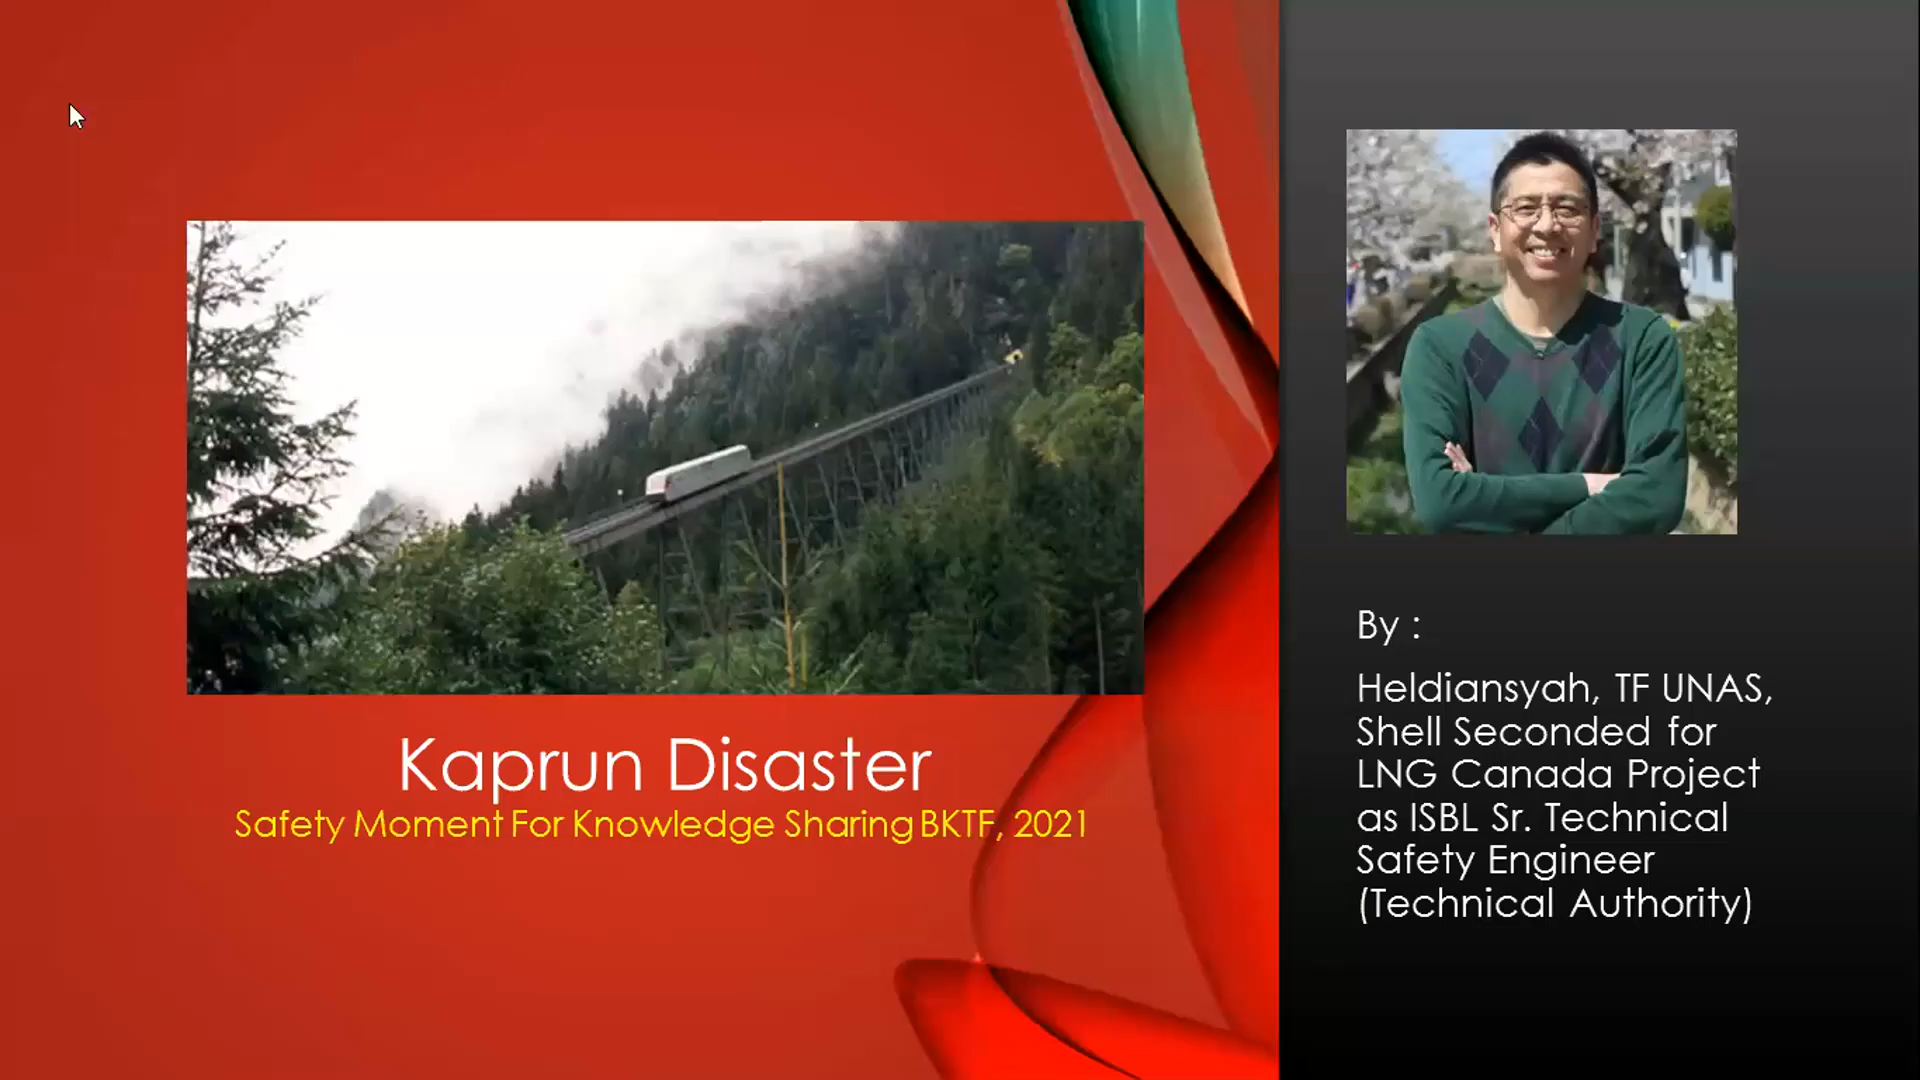 Kaprun Disaster
Safety Moment For Knowledge Sharing BKTF, 2021
By :
Heldiansyah, TF UNAS,
Shell Seconded for
LNG Canada Project
as ISBL Sr. Technical
Safety Engineer
(Technical Authority)